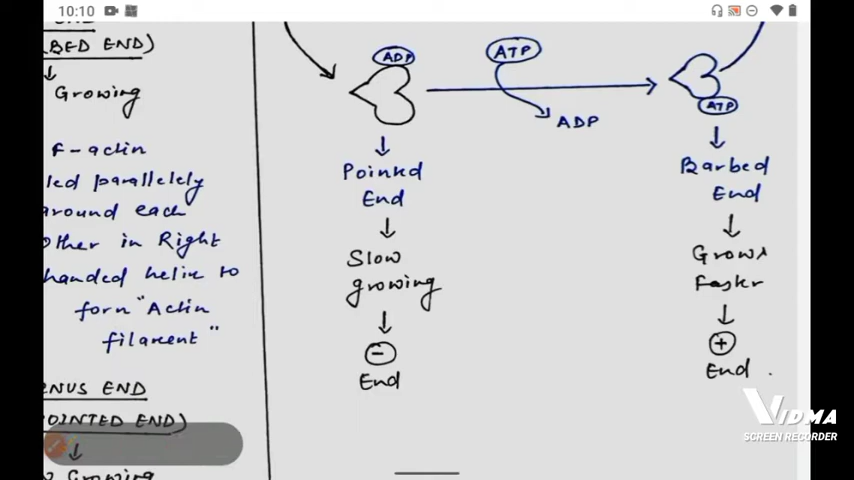 10:10
BED END)
Growing
F-actin
led parallelely
around each
other in Right
handed helix to
form "Actin
filament"
NUS END
OINTED END)
Growing
ADP
ATP
ADP
ATP
Pointed
End
Slow
growing
-
End
Barbed
End
Grows
Faster
+
End
VIDMA
SCREEN RECORDER